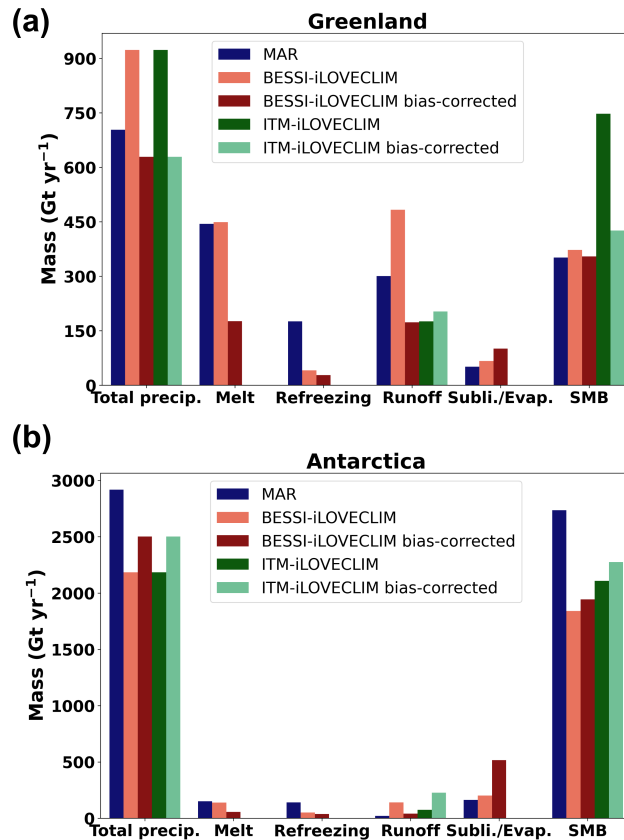 (a)
Greenland
MAR
BESSI-iLOVECLIM
BESSI-iLOVECLIM bias-corrected
ITM-iLOVECLIM
ITM-iLOVECLIM bias-corrected
Mass (Gt yr⁻¹)
900
750
600
450
300
150
0
Total precip. Melt Refreezing Runoff Subli./Evap. SMB
(b)
Antarctica
MAR
BESSI-iLOVECLIM
BESSI-iLOVECLIM bias-corrected
ITM-iLOVECLIM
ITM-iLOVECLIM bias-corrected
Mass (Gt yr⁻¹)
3000
2500
2000
1500
1000
500
0
Total precip. Melt Refreezing Runoff Subli./Evap. SMB